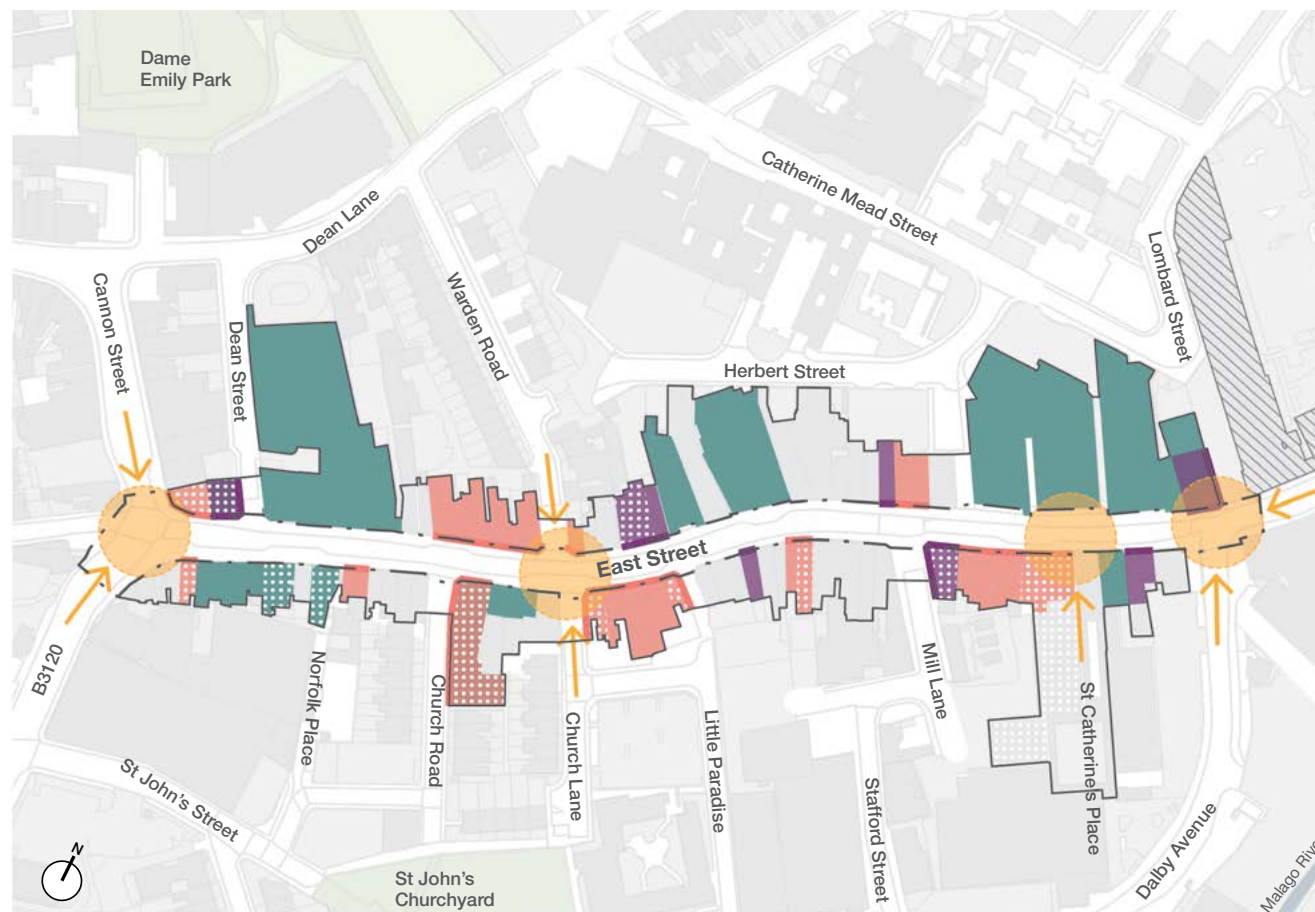 Dame
Emily Park
Dean Lane
Catherine Mead Street
Cannon Street
Dean Street
Warden Road
Lombard Street
Herbert Street
East Street
B3120
Norfolk Place
Church Road
Church Lane
Little Paradise
Mill Lane
St Catherine's Place
Stafford Street
St John's Street
Dalby Avenue
St John's
Churchyard
Malago River
N